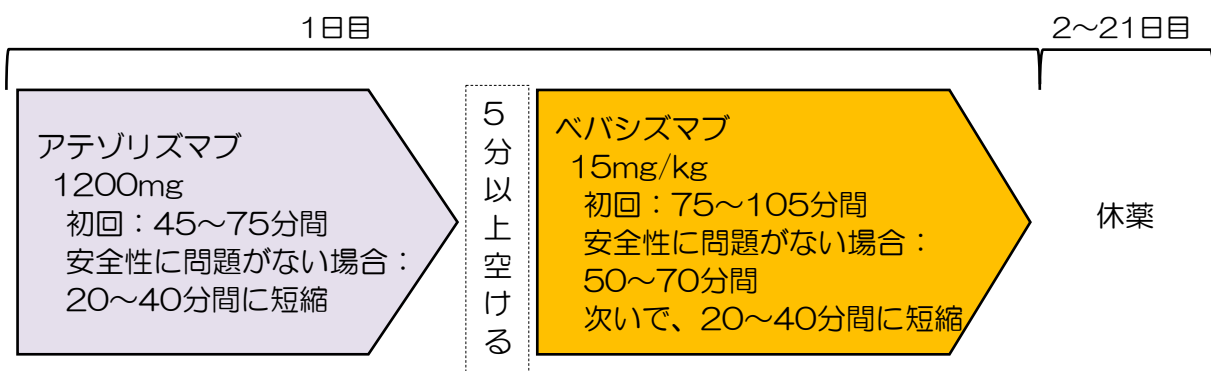 1日目
2～21日目
アテゾリズマブ
1200mg
初回：45～75分間
安全性に問題がない場合：
20～40分間に短縮
5分以上空ける
ベバシズマブ
15mg/kg
初回：75～105分間
安全性に問題がない場合：
50～70分間
次いで、20～40分間に短縮
休薬